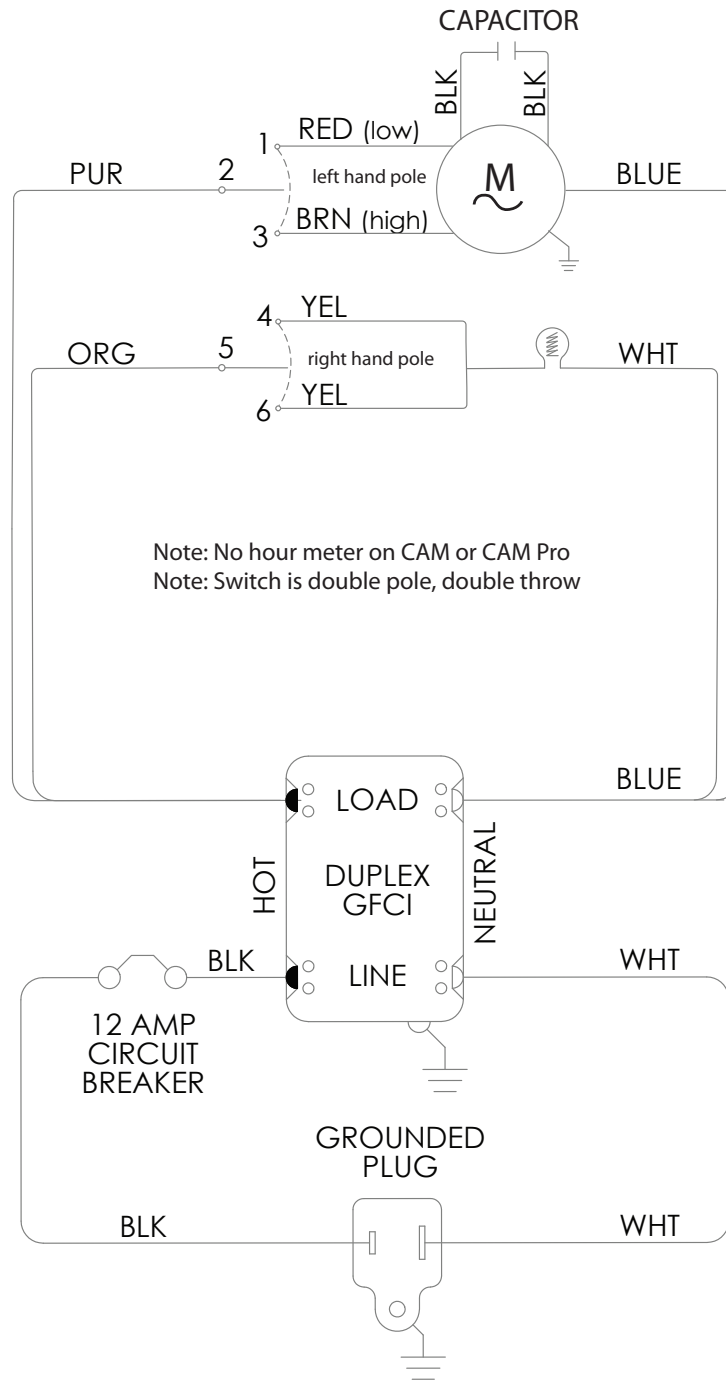 CAPACITOR
BLK
BLK
1
RED (low)
PUR
2
left hand pole
M
BLUE
3
BRN (high)
4
YEL
ORG
5
right hand pole
WHT
6
YEL
Note: No hour meter on CAM or CAM Pro
Note: Switch is double pole, double throw
LOAD
BLUE
HOT
DUPLEX
GFCI
NEUTRAL
BLK
LINE
WHT
12 AMP
CIRCUIT
BREAKER
GROUNDED
PLUG
BLK
WHT